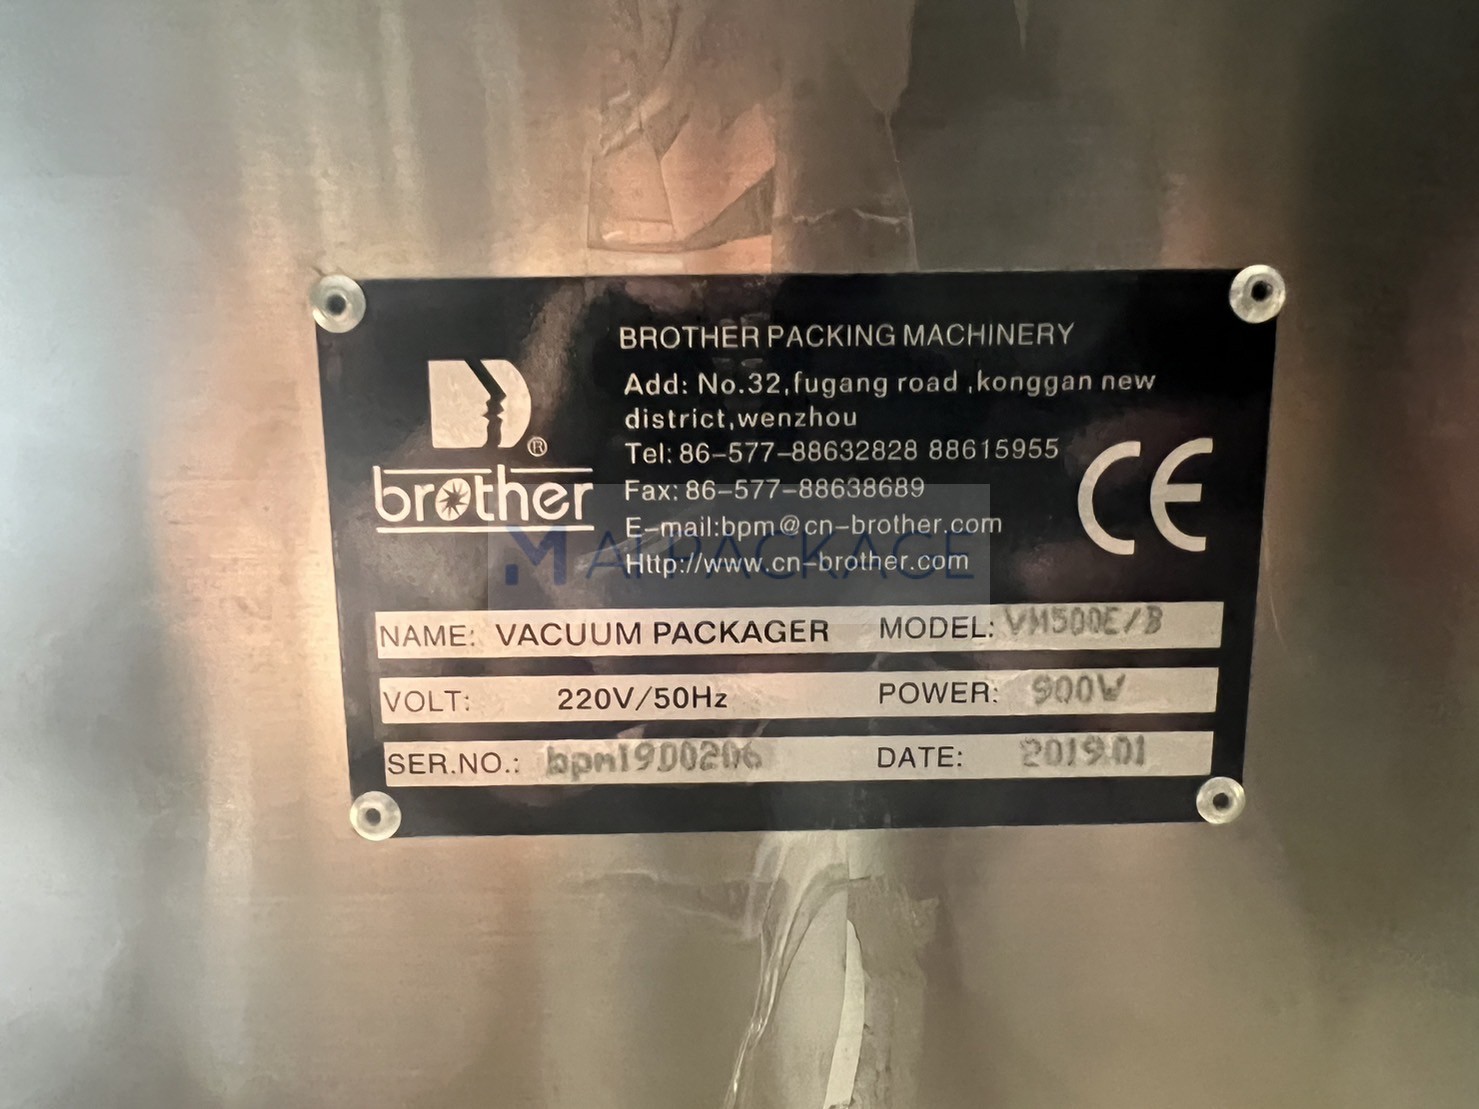 BROTHER PACKING MACHINERY
Add: No.32,fugang road ,konggan new
district,wenzhou
Tel: 86-577-88632828 88615955
Fax: 86-577-88638689
E-mail:bpm@cn-brother.com
Http://www.cn-brother.com
®
brother
CE
AI PACKAGE
NAME: VACUUM PACKAGER MODEL: VM500E/B
VOLT: 220V/50Hz POWER: 900W
SER.NO.: bpm1900206 DATE: 2019.01